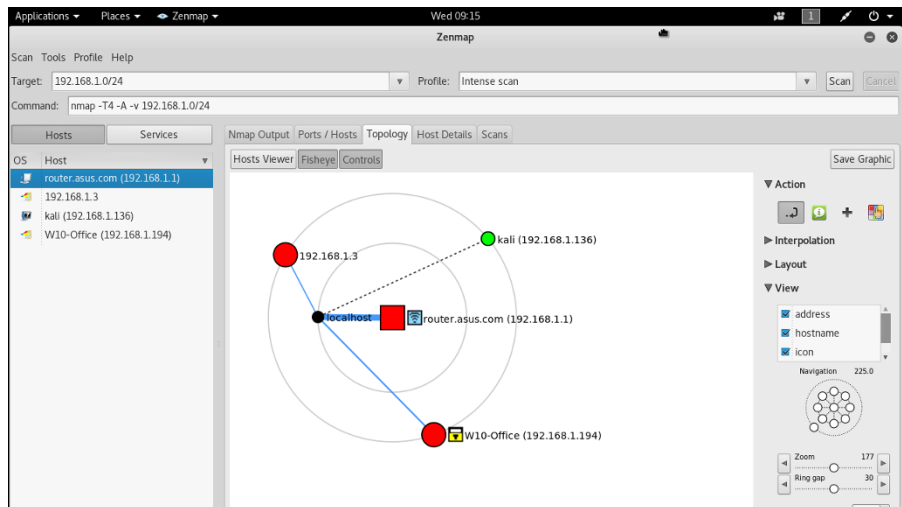 Applications Places Zenmap Wed 09:15 1
Zenmap
Scan Tools Profile Help
Target: 192.168.1.0/24 Profile: Intense scan Scan Cancel
Command: nmap -T4 -A -v 192.168.1.0/24
Hosts Services
Nmap Output Ports / Hosts Topology Host Details Scans
OS Host
router.asus.com (192.168.1.1)
192.168.1.3
kali (192.168.1.136)
W10-Office (192.168.1.194)
Hosts Viewer Fisheye Controls Save Graphic
kali (192.168.1.136)
192.168.1.3
localhost
router.asus.com (192.168.1.1)
W10-Office (192.168.1.194)
Action
Interpolation
Layout
View
address
hostname
icon
Navigation 225.0
Zoom 177
Ring gap 30